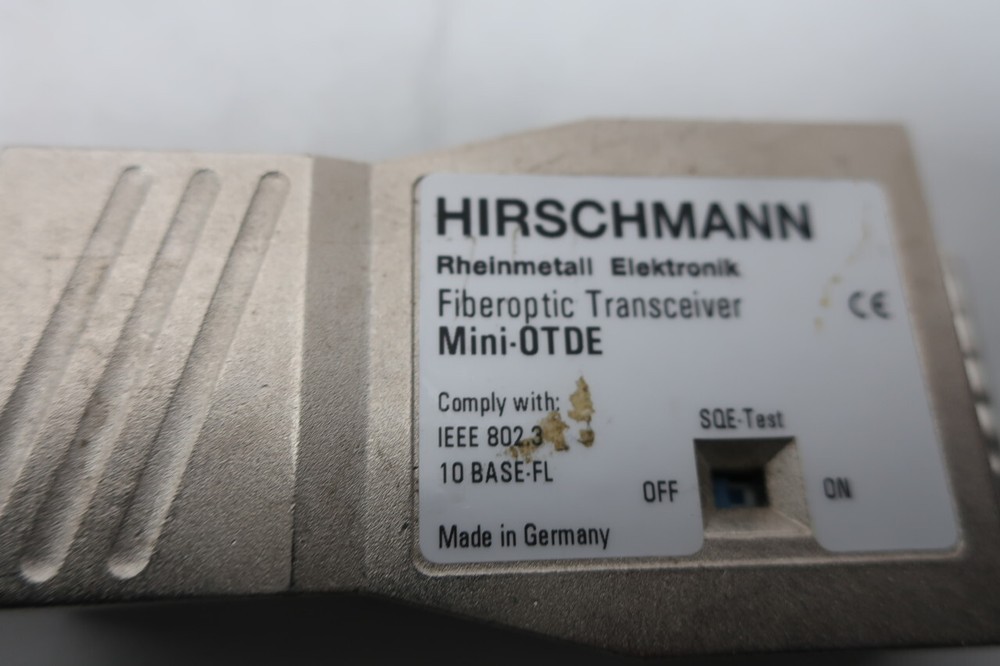 HIRSCHMANN
Rheinmetall Elektronik
Fiberoptic Transceiver
Mini-OTDE
CE
Comply with:
IEEE 802.3
10 BASE-FL
SQE-Test
OFF ON
Made in Germany